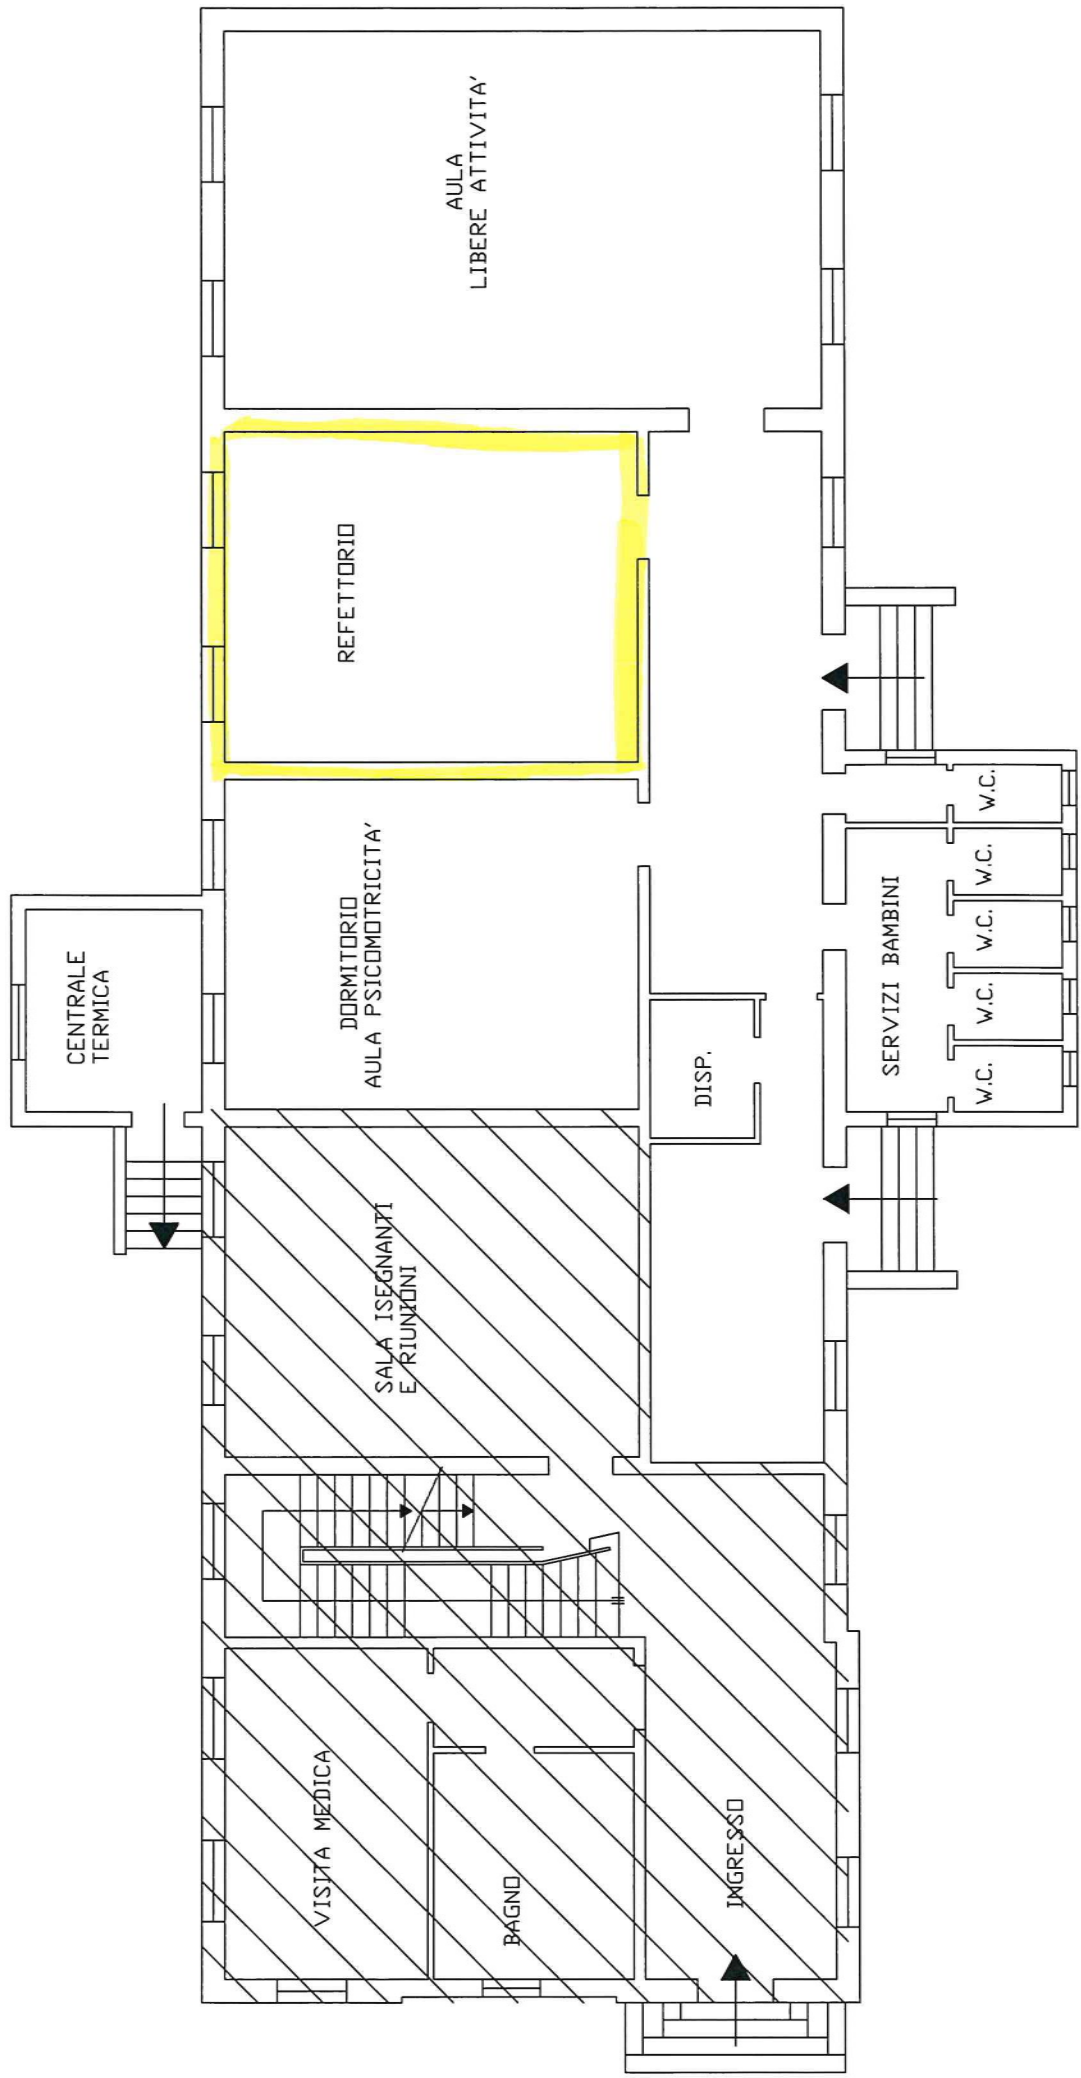 AULA
LIBERE ATTIVITA'
REFETTORIO
DORMITORIO
AULA PSICOMOTRICITA'
CENTRALE
TERMICA
DISP.
SERVIZI BAMBINI
W.C.
W.C.
W.C.
W.C.
W.C.
SALA ISEGNANTI
E RIUNIONI
VISITA MEDICA
BAGNO
INGRESSO